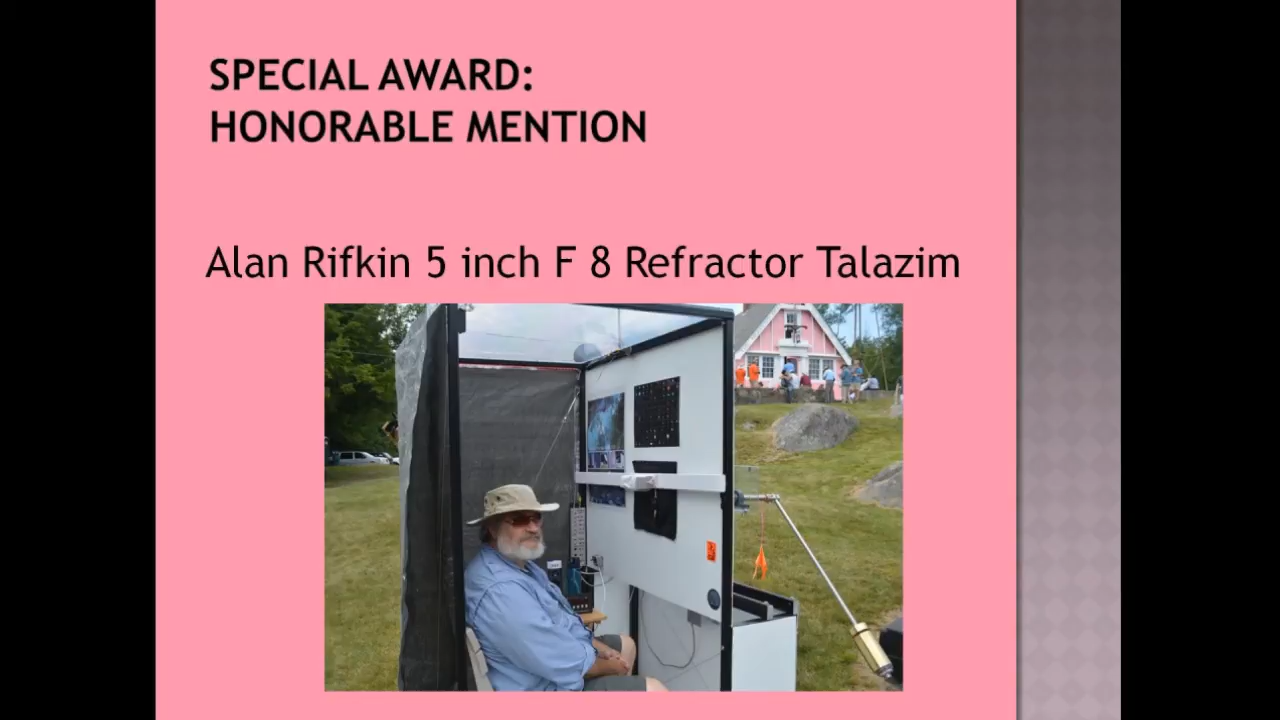 SPECIAL AWARD:
HONORABLE MENTION
Alan Rifkin 5 inch F 8 Refractor Talazim